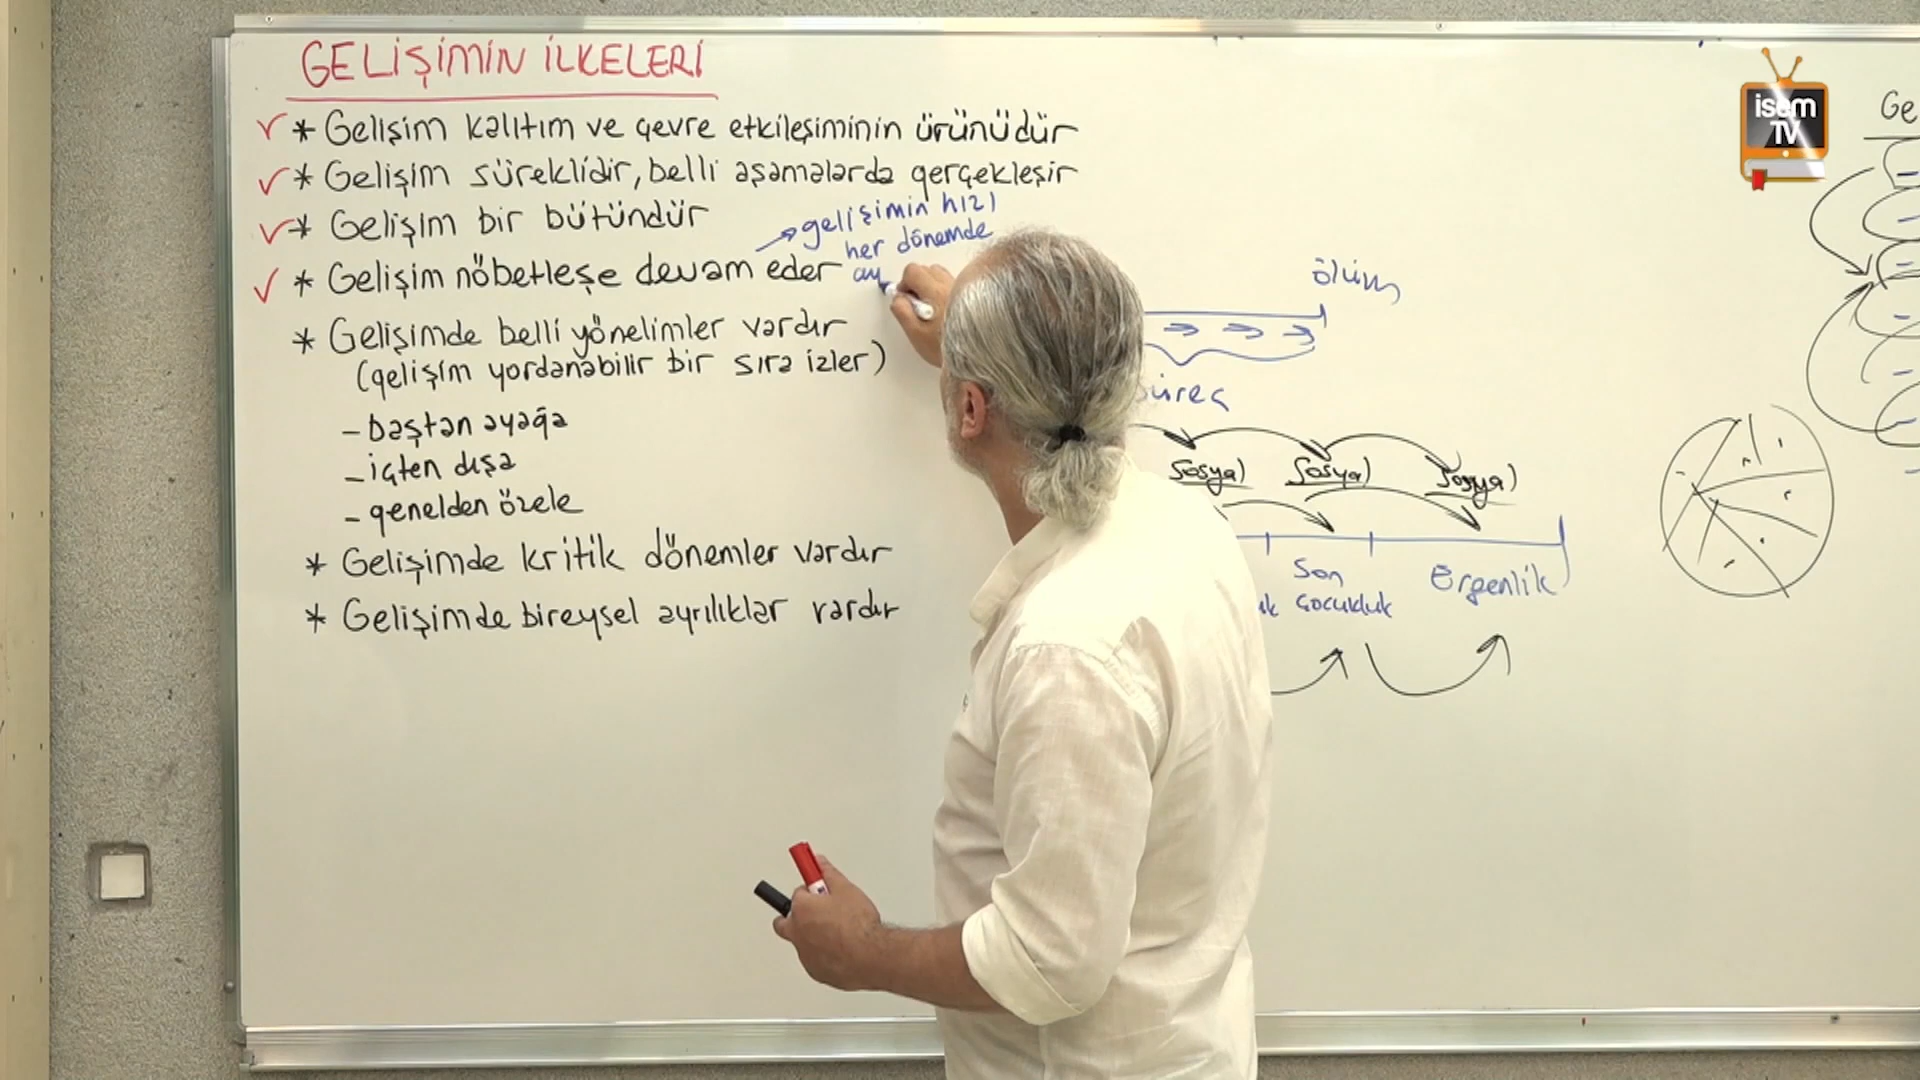 GELİŞİMİN İLKELERİ
* Gelişim kalıtım ve çevre etkileşiminin ürünüdür
* Gelişim süreklidir, belli aşamalarda gerçekleşir
* Gelişim bir bütündür
gelişimin hızı
her dönemde
* Gelişim nöbetleşe devam eder
* Gelişimde belli yönelimler vardır
(gelişim yordanabilir bir sıra izler)
- baştan ayağa
- içten dışa
- genelden özele
* Gelişimde kritik dönemler vardır
* Gelişimde bireysel ayrılıklar vardır
ölüm
süreç
Sosyal Sosyal Sosyal
Son
çocukluk
Ergenlik
Ge
isem
TV